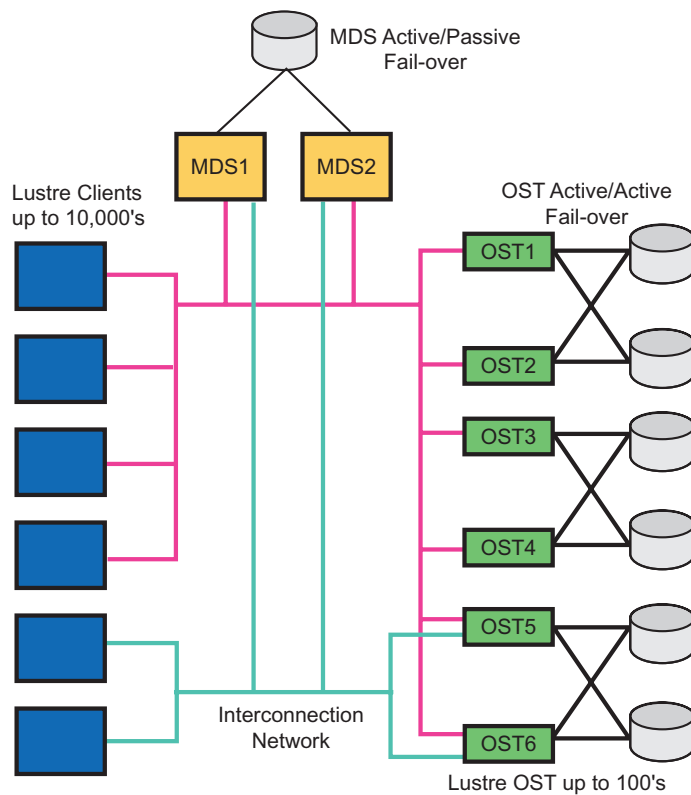 MDS Active/Passive
Fail-over
MDS1
MDS2
Lustre Clients
up to 10,000's
OST Active/Active
Fail-over
OST1
OST2
OST3
OST4
OST5
OST6
Interconnection
Network
Lustre OST up to 100's